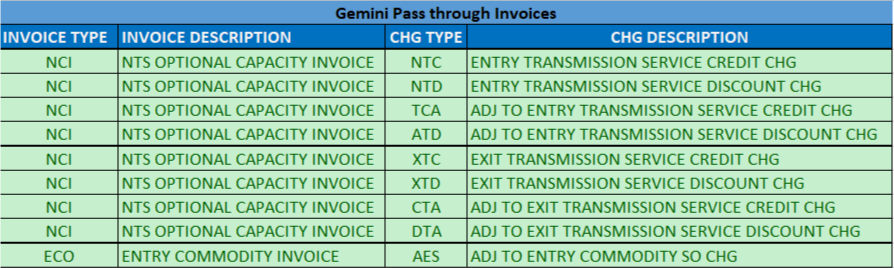 Gemini Pass through Invoices
INVOICE TYPE INVOICE DESCRIPTION CHG TYPE CHG DESCRIPTION
NCI NTS OPTIONAL CAPACITY INVOICE NTC ENTRY TRANSMISSION SERVICE CREDIT CHG
NCI NTS OPTIONAL CAPACITY INVOICE NTD ENTRY TRANSMISSION SERVICE DISCOUNT CHG
NCI NTS OPTIONAL CAPACITY INVOICE TCA ADJ TO ENTRY TRANSMISSION SERVICE CREDIT CHG
NCI NTS OPTIONAL CAPACITY INVOICE ATD ADJ TO ENTRY TRANSMISSION SERVICE DISCOUNT CHG
NCI NTS OPTIONAL CAPACITY INVOICE XTC EXIT TRANSMISSION SERVICE CREDIT CHG
NCI NTS OPTIONAL CAPACITY INVOICE XTD EXIT TRANSMISSION SERVICE DISCOUNT CHG
NCI NTS OPTIONAL CAPACITY INVOICE CTA ADJ TO EXIT TRANSMISSION SERVICE CREDIT CHG
NCI NTS OPTIONAL CAPACITY INVOICE DTA ADJ TO EXIT TRANSMISSION SERVICE DISCOUNT CHG
ECO ENTRY COMMODITY INVOICE AES ADJ TO ENTRY COMMODITY SO CHG